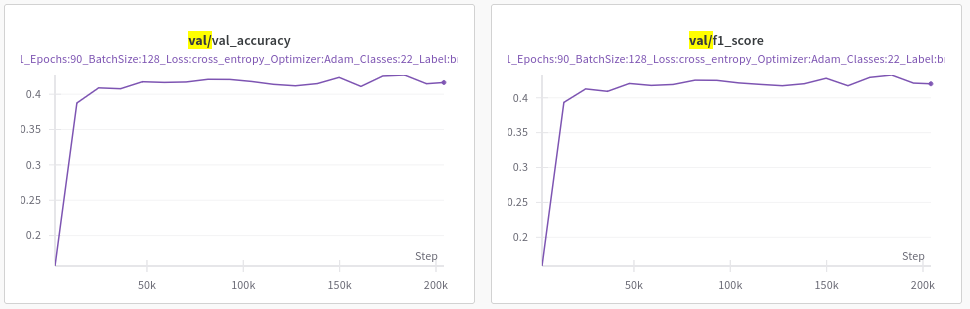 val/val_accuracy
1_Epochs:90_BatchSize:128_Loss:cross_entropy_Optimizer:Adam_Classes:22_Label:b
0.4
0.35
0.3
0.25
0.2
Step
50k 100k 150k 200k
val/f1_score
1_Epochs:90_BatchSize:128_Loss:cross_entropy_Optimizer:Adam_Classes:22_Label:b
0.4
0.35
0.3
0.25
0.2
Step
50k 100k 150k 200k